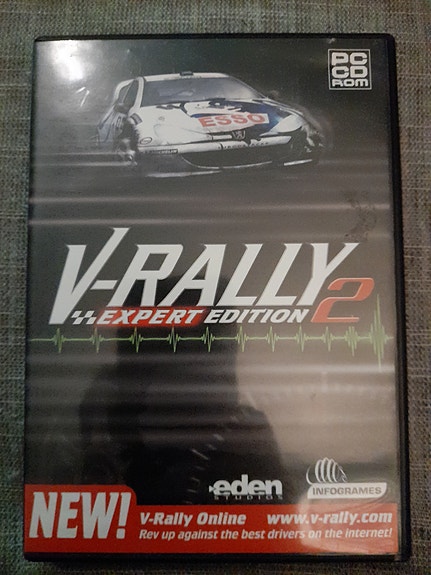 PC
CD
ROM
ESSO
V-RALLY 2
EXPERT EDITION
eden
STUDIOS
INFOGRAMES
NEW!
V-Rally Online www.v-rally.com
Rev up against the best drivers on the internet!